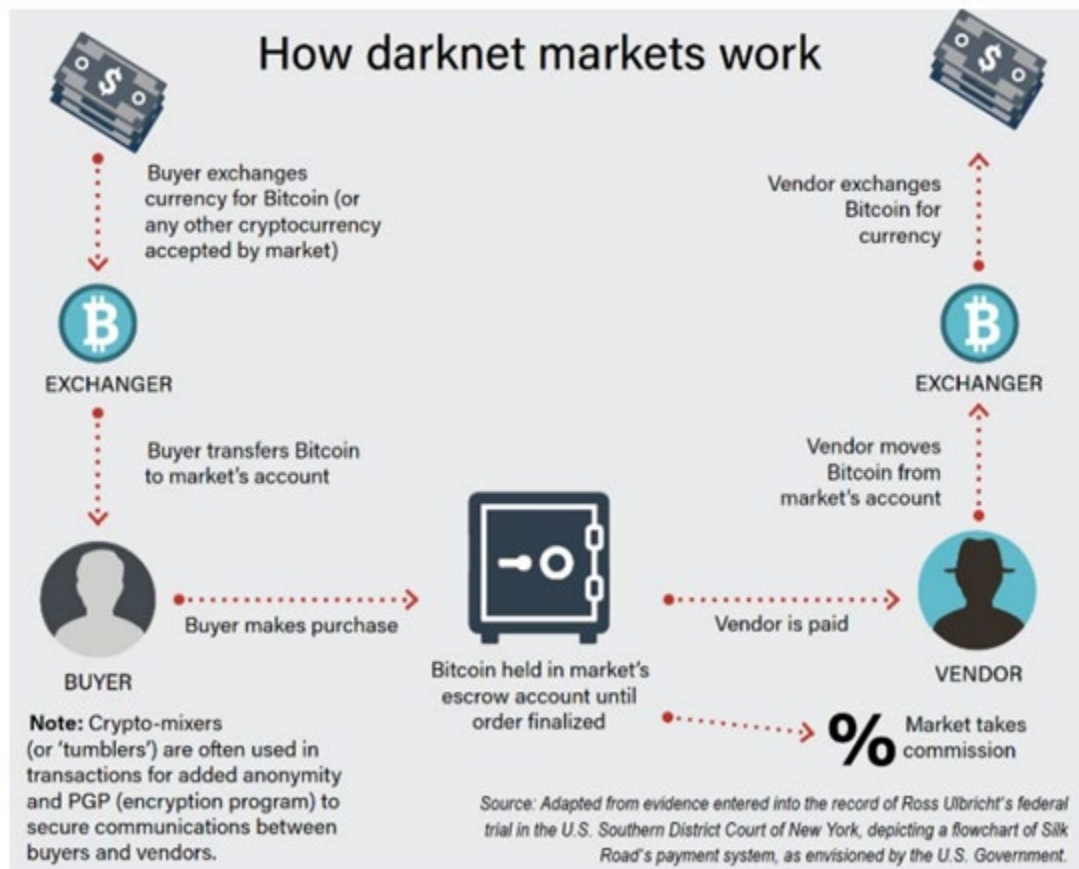 How darknet markets work
$
$
Buyer exchanges
currency for Bitcoin (or
any other cryptocurrency
accepted by market)
Vendor exchanges
Bitcoin for
currency
EXCHANGER
EXCHANGER
Buyer transfers Bitcoin
to market's account
Vendor moves
Bitcoin from
market's account
Buyer makes purchase
Vendor is paid
BUYER
Bitcoin held in market's
escrow account until
order finalized
VENDOR
%
Market takes
commission
Note: Crypto-mixers
(or 'tumblers') are often used in
transactions for added anonymity
and PGP (encryption program) to
secure communications between
buyers and vendors.
Source: Adapted from evidence entered into the record of Ross Ulbricht's federal
trial in the U.S. Southern District Court of New York, depicting a flowchart of Silk
Road's payment system, as envisioned by the U.S. Government.